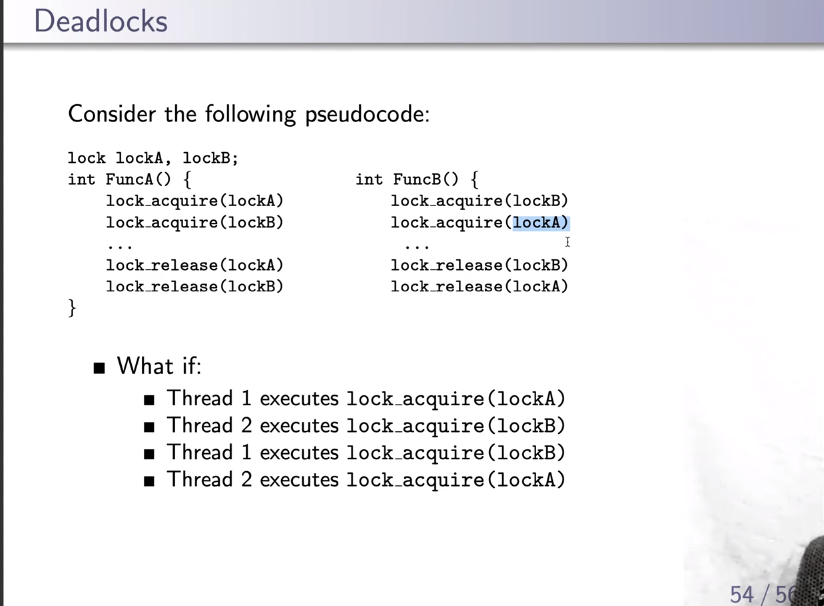 Deadlocks
Consider the following pseudocode:
lock lockA, lockB;
int FuncA() {
lock_acquire(lockA)
lock_acquire(lockB)
...
lock_release(lockA)
lock_release(lockB)
}
int FuncB() {
lock_acquire(lockB)
lock_acquire(lockA)
...
lock_release(lockB)
lock_release(lockA)
■ What if:
■ Thread 1 executes lock_acquire(lockA)
■ Thread 2 executes lock_acquire(lockB)
■ Thread 1 executes lock_acquire(lockB)
■ Thread 2 executes lock_acquire(lockA)
54 / 56